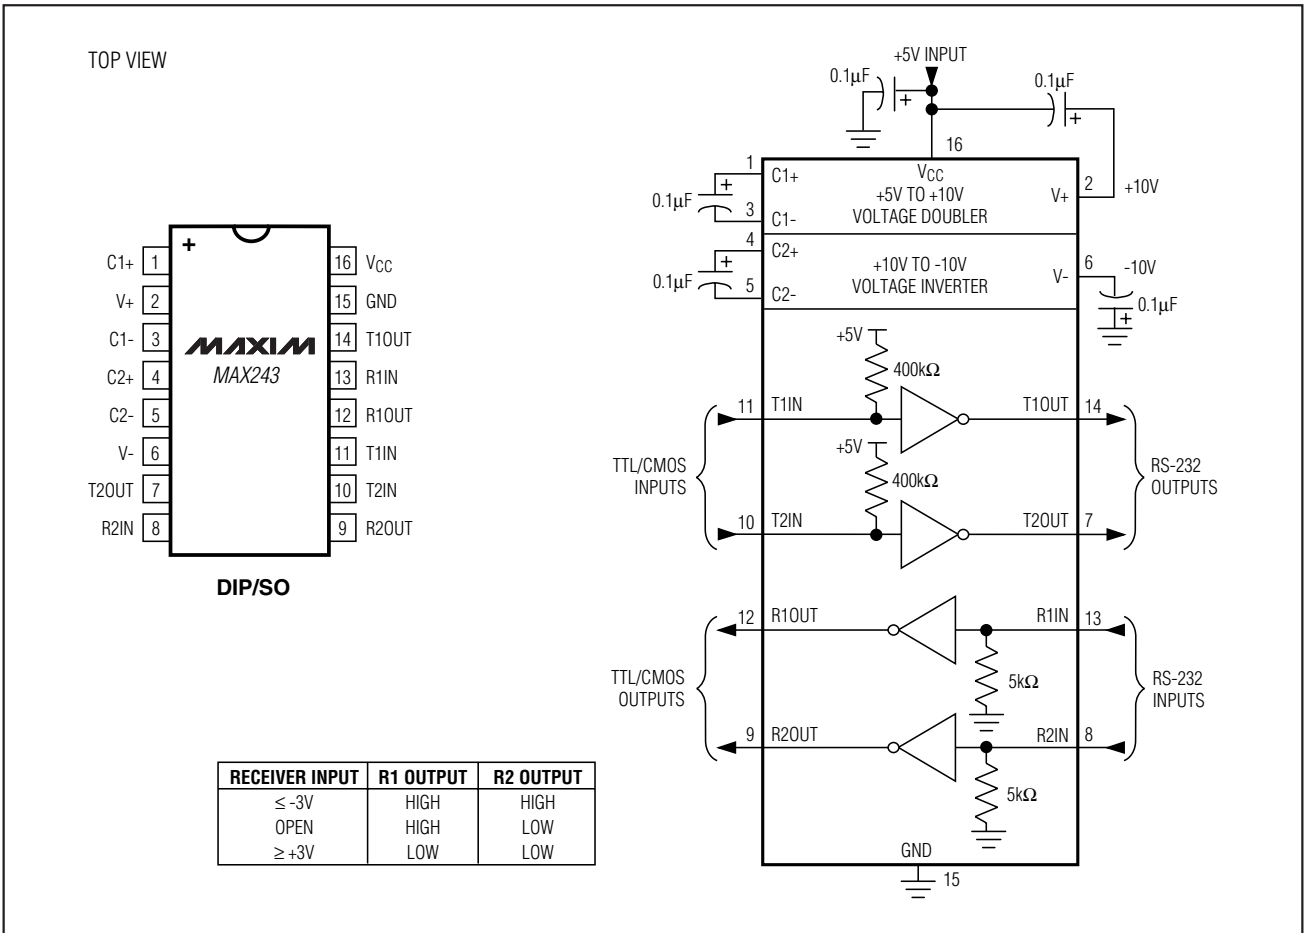 TOP VIEW
+
C1+ 1
V+ 2
C1- 3
C2+ 4
C2- 5
V- 6
T2OUT 7
R2IN 8
16 VCC
15 GND
14 T1OUT
13 R1IN
12 R1OUT
11 T1IN
10 T2IN
9 R2OUT
MAXIM
MAX243
DIP/SO
RECEIVER INPUT R1 OUTPUT R2 OUTPUT
≤ -3V HIGH HIGH
OPEN HIGH LOW
≥ +3V LOW LOW
+5V INPUT
0.1µF
+
0.1µF
+
16
1
C1+
VCC
+5V TO +10V
VOLTAGE DOUBLER
V+
2
+10V
0.1µF
+
3
C1-
4
C2+
+10V TO -10V
VOLTAGE INVERTER
V-
6
-10V
0.1µF
+
5
C2-
0.1µF
+
+5V
400kΩ
11 T1IN
T1OUT 14
+5V
400kΩ
TTL/CMOS
INPUTS
RS-232
OUTPUTS
10 T2IN
T2OUT 7
12 R1OUT
R1IN 13
5kΩ
TTL/CMOS
OUTPUTS
RS-232
INPUTS
9 R2OUT
R2IN 8
5kΩ
GND
15